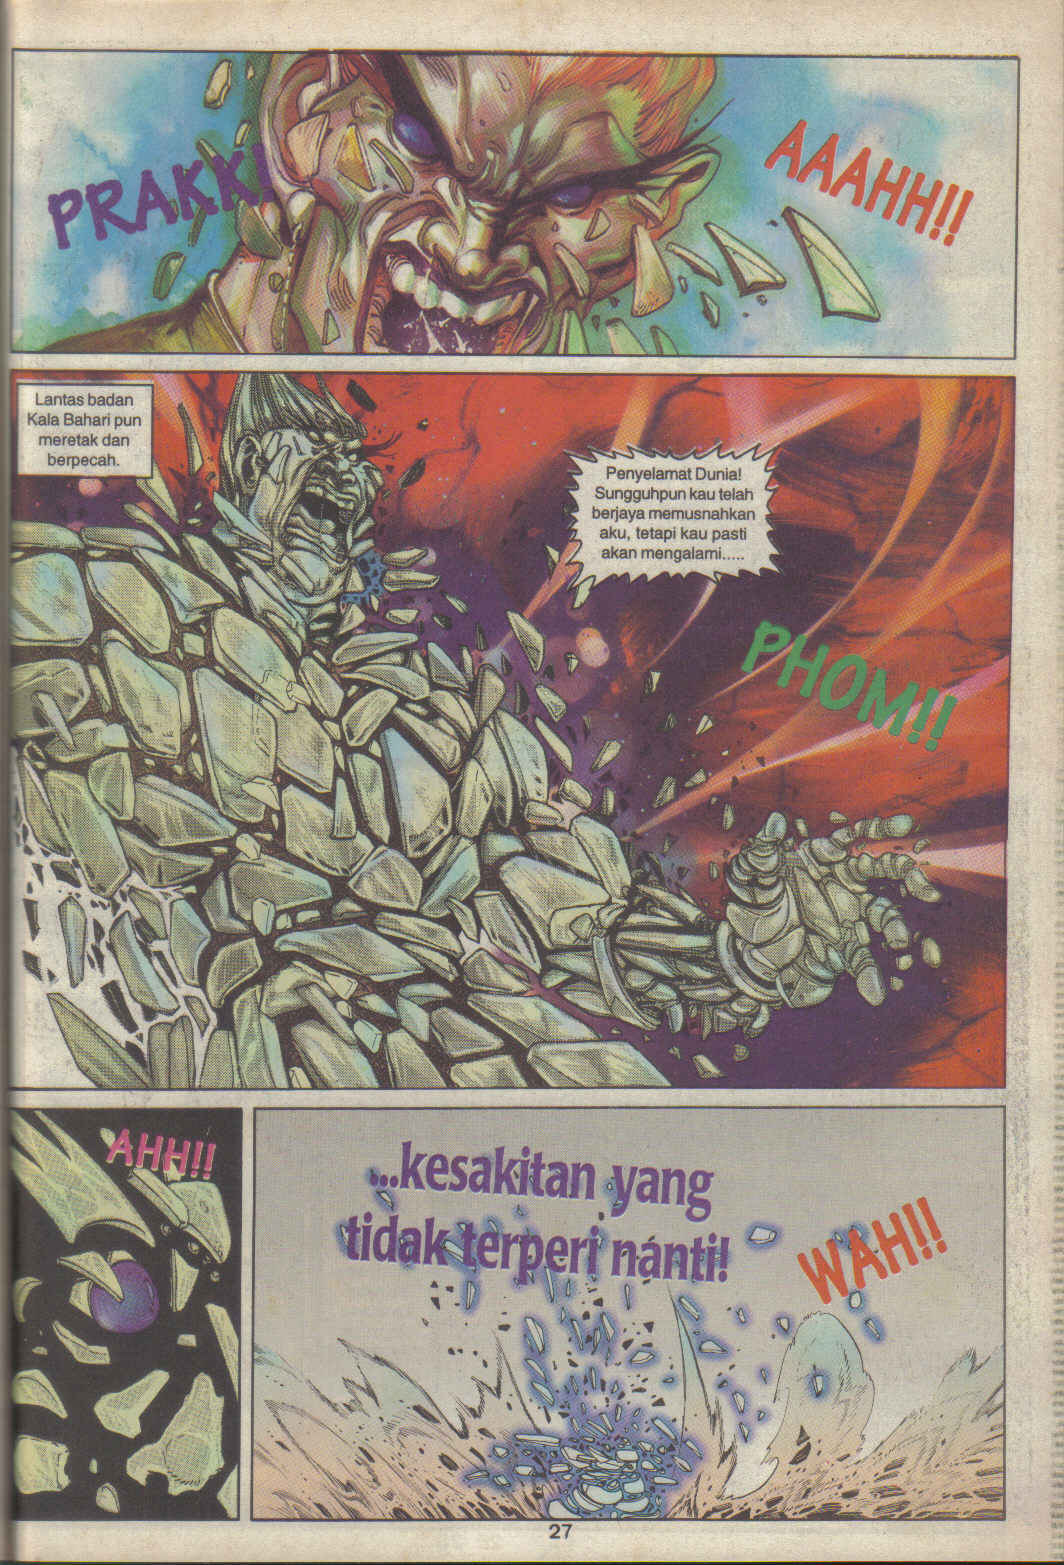 PRAKK!
AAAHH!!
Lantas badan
Kala Bahari pun
meretak dan
berpecah.
Penyelamat Dunia!
Sungguhpun kau telah
berjaya memusnahkan
aku, tetapi kau pasti
akan mengalami.....
PHOM!!
AHH!!
...kesakitan yang
tidak terperi nanti!
WAH!!
27